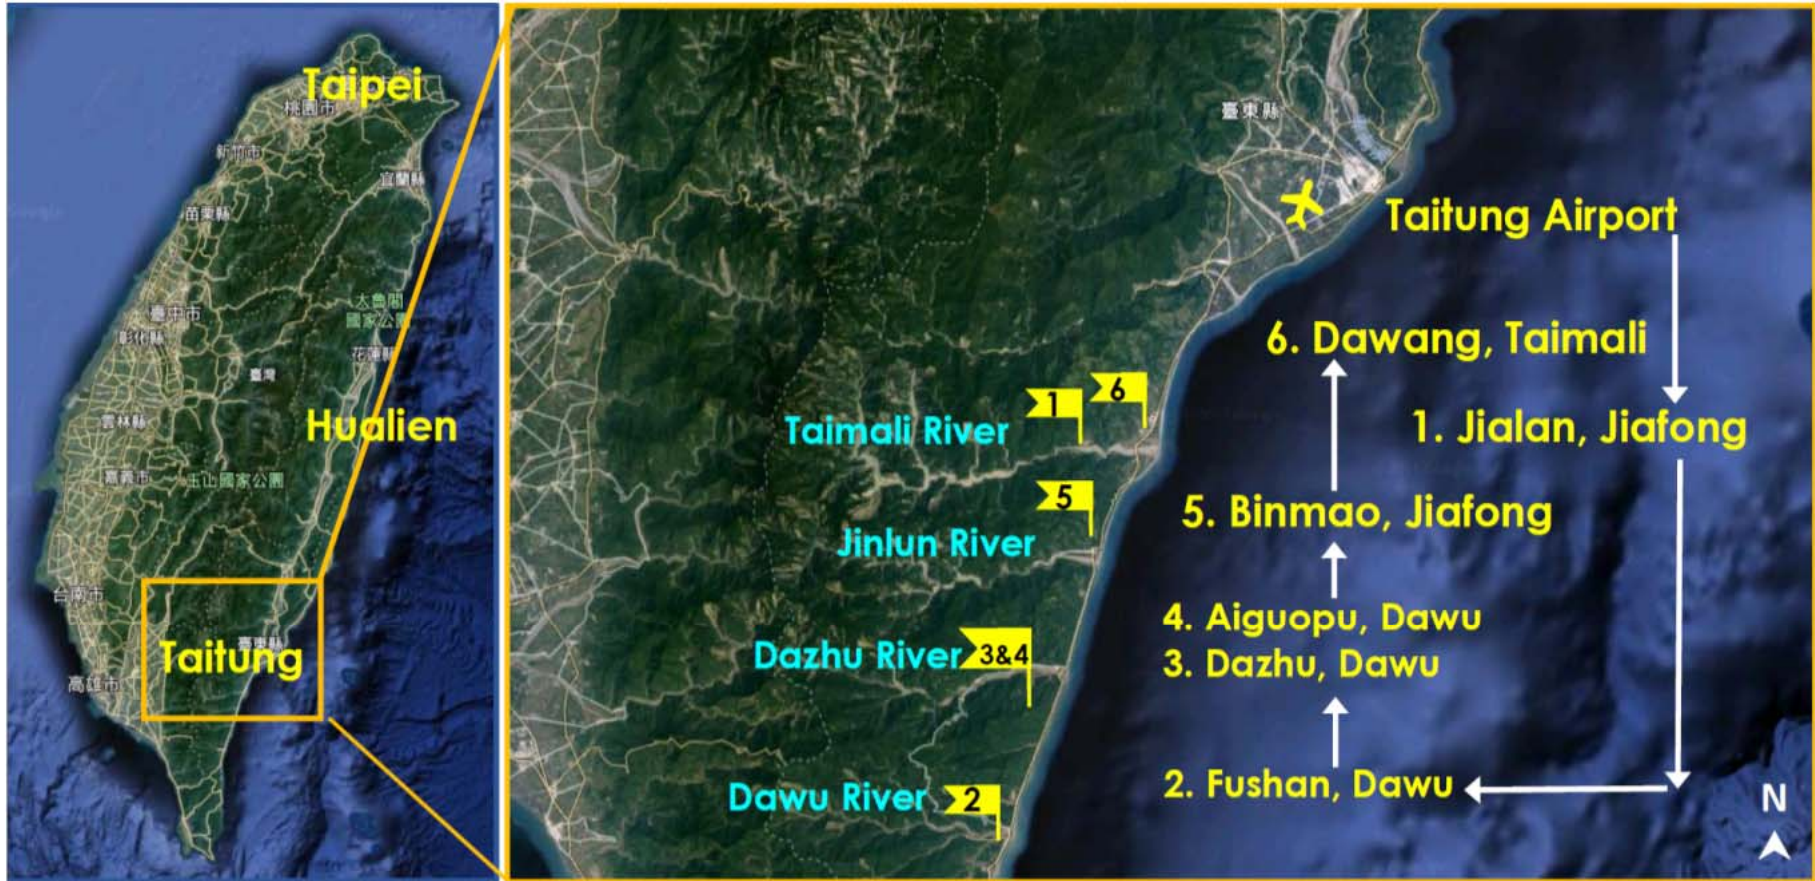 Taipei
桃園市
新竹市
宜蘭縣
苗栗縣
太魯閣
國家公園
臺中市
彰化縣
花蓮縣
臺灣
雲林縣
Hualien
嘉義市
玉山國家公園
台南市
臺東縣
Taitung
高雄市
臺東縣
Taitung Airport
6. Dawang, Taimali
1
6
Taimali River
1. Jialan, Jiafong
5
5. Binmao, Jiafong
Jinlun River
4. Aiguopu, Dawu
Dazhu River
3&4
3. Dazhu, Dawu
2. Fushan, Dawu
Dawu River
2
N